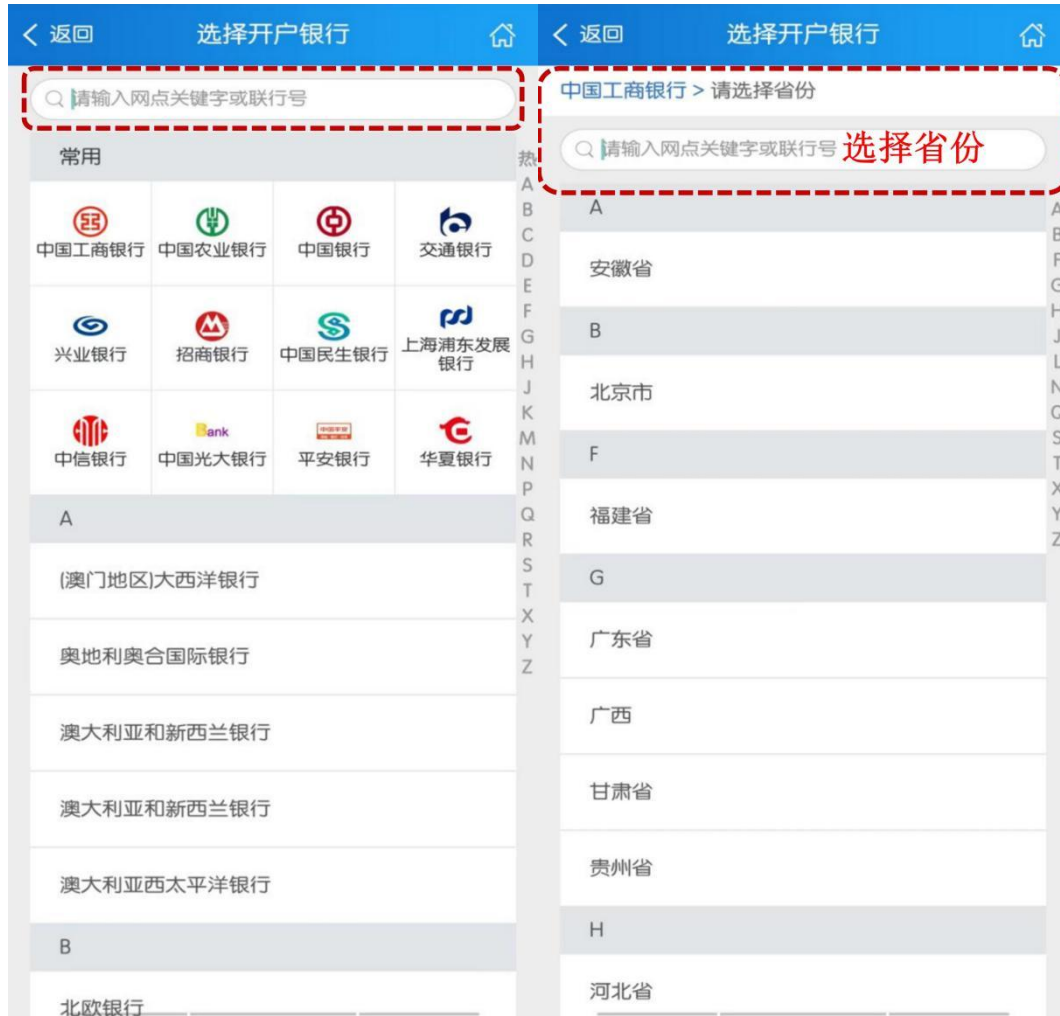 返回
选择开户银行
请输入网点关键字或联行号
常用
中国工商银行
中国农业银行
中国银行
交通银行
兴业银行
招商银行
中国民生银行
上海浦东发展
银行
中信银行
Bank
中国光大银行
平安银行
华夏银行
A
(澳门地区)大西洋银行
奥地利奥合国际银行
澳大利亚和新西兰银行
澳大利亚和新西兰银行
澳大利亚西太平洋银行
B
北欧银行
热
A
B
C
D
E
F
G
H
J
K
M
N
P
Q
R
S
T
X
Y
Z
返回
选择开户银行
中国工商银行 > 请选择省份
请输入网点关键字或联行号
选择省份
A
安徽省
B
北京市
F
福建省
G
广东省
广西
甘肃省
贵州省
H
河北省
A
B
F
G
H
J
L
N
Q
S
T
X
Y
Z